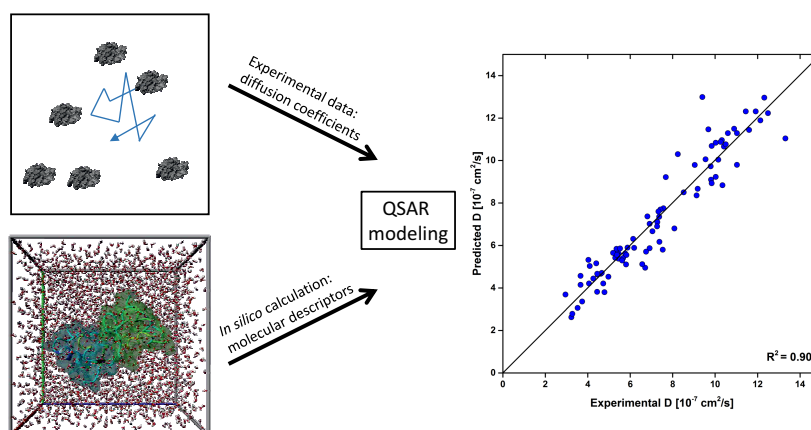 Experimental data:
diffusion coefficients
QSAR
modeling
In silico calculation:
molecular descriptors
Predicted D [10⁻⁷ cm²/s]
14
12
10
8
6
4
2
0
0 2 4 6 8 10 12 14
Experimental D [10⁻⁷ cm²/s]
R² = 0.90